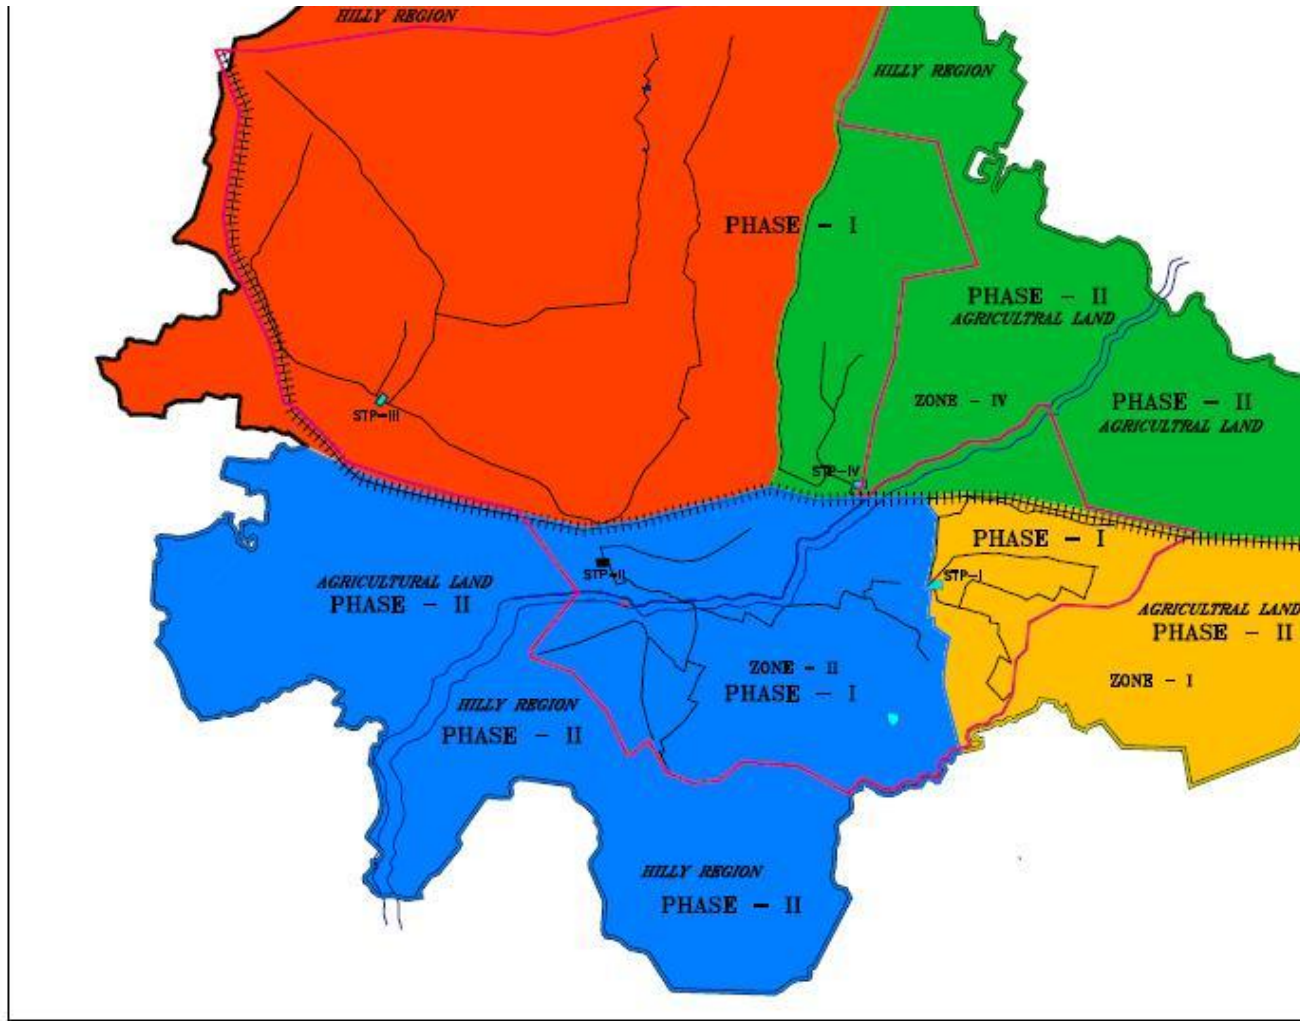 HILLY REGION
HILLY REGION
PHASE - I
PHASE - II
AGRICULTRAL LAND
ZONE - IV
PHASE - II
AGRICULTRAL LAND
STP-III
STP-IV
PHASE - I
STP-II
STP-I
AGRICULTURAL LAND
PHASE - II
AGRICULTRAL LAND
PHASE - II
ZONE - II
PHASE - I
ZONE - I
HILLY REGION
PHASE - II
HILLY REGION
PHASE - II